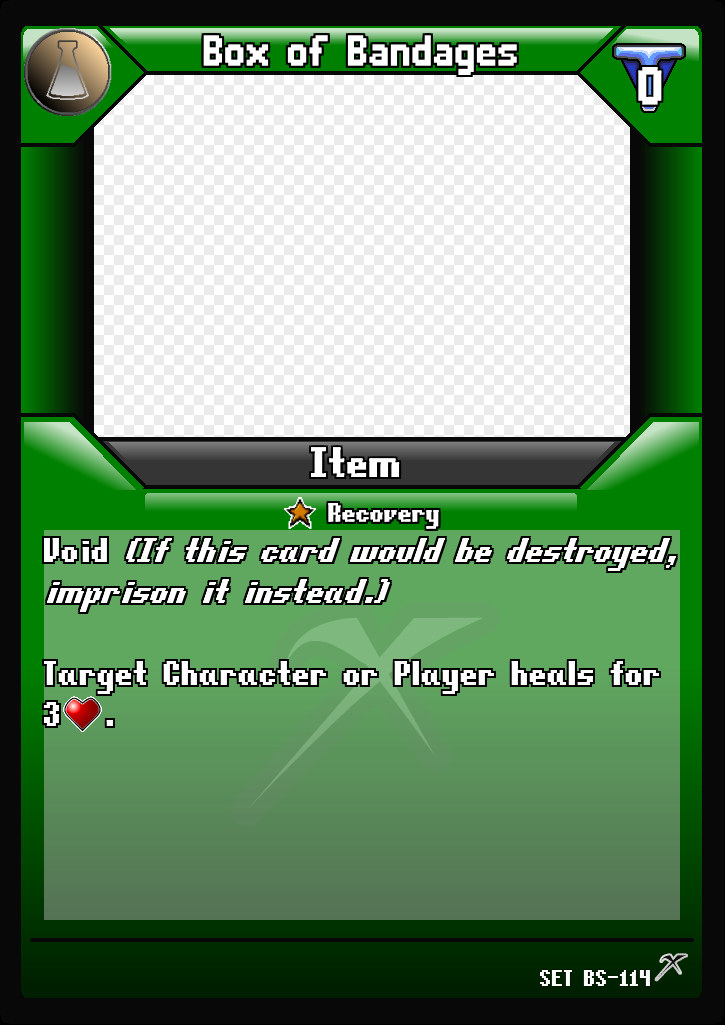 Box of Bandages
0
Item
Recovery
Void (If this card would be destroyed,
imprison it instead.)
Target Character or Player heals for
3❤.
SET BS-114